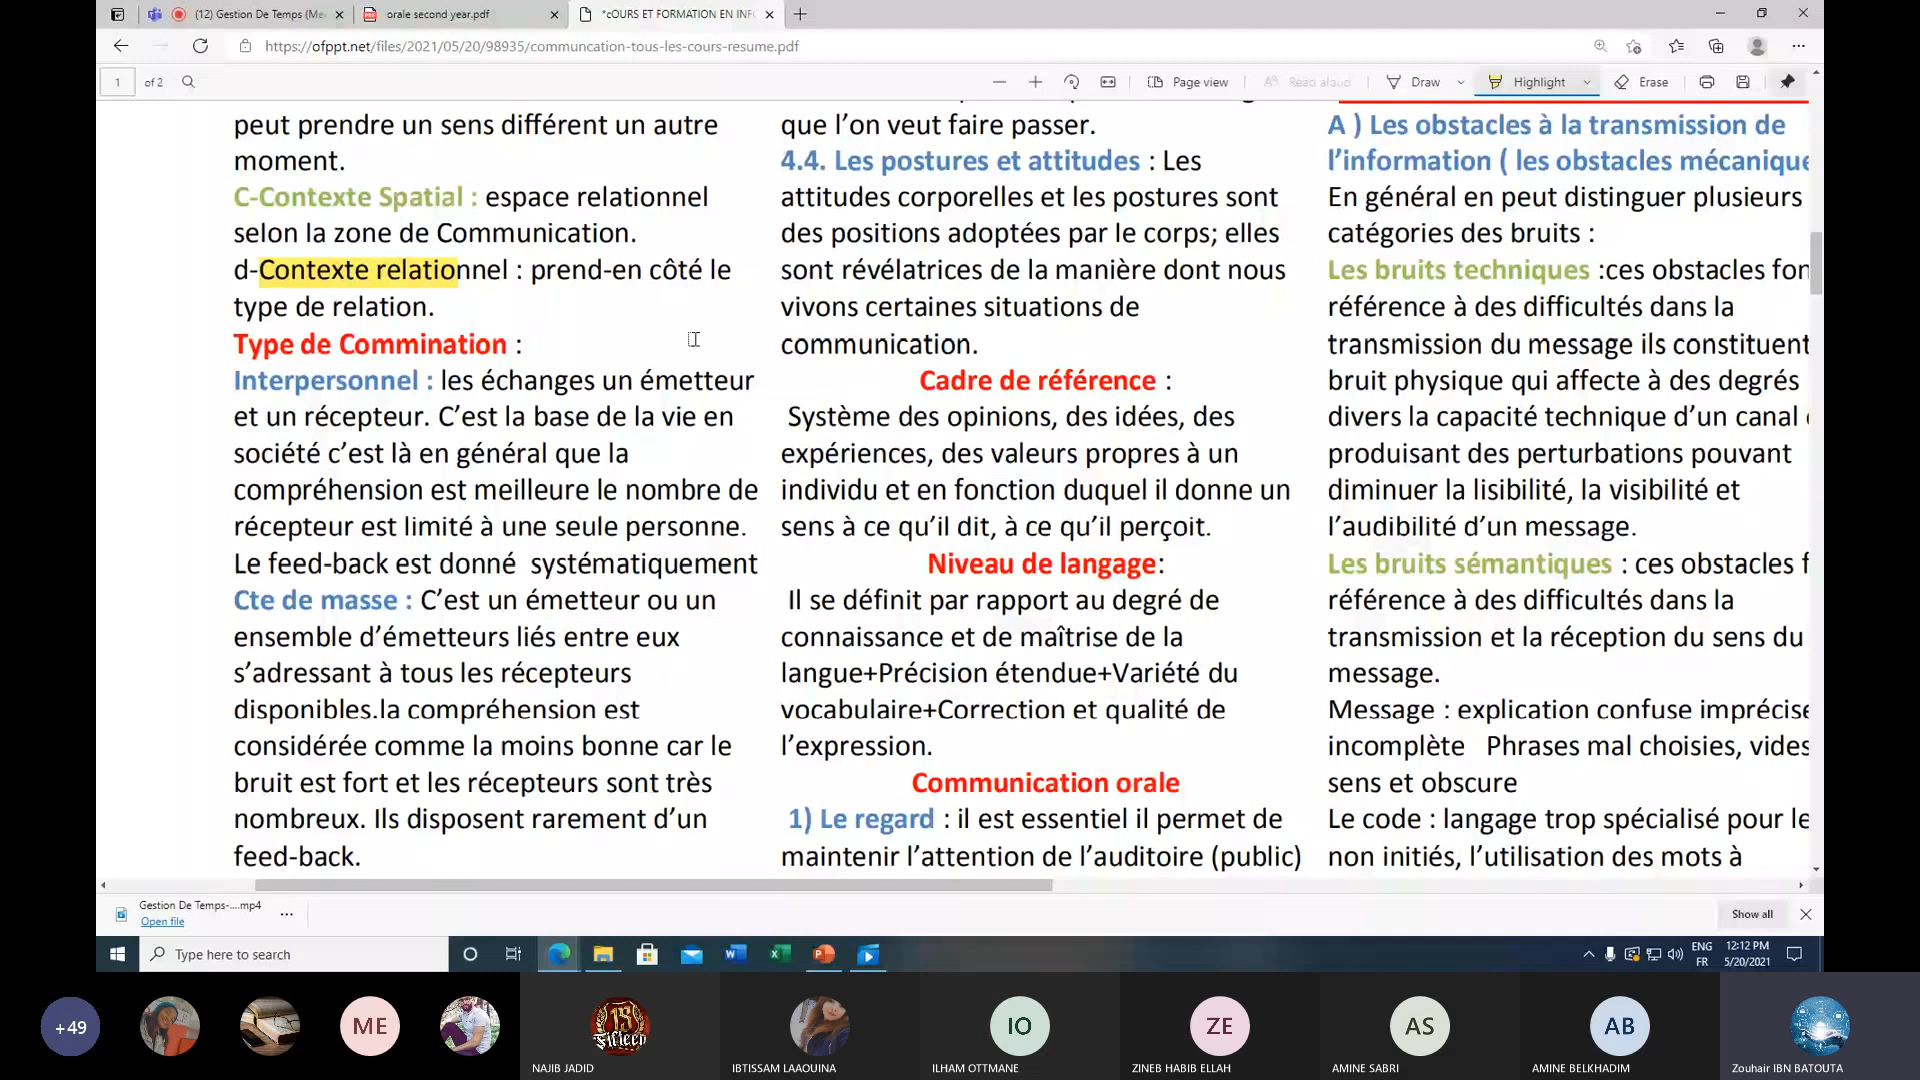 (12) Gestion De Temps (Me
orale second year.pdf
*cOURS ET FORMATION EN INF
https://ofppt.net/files/2021/05/20/98935/communcation-tous-les-cours-resume.pdf
1 of 2
Page view
Read aloud
Draw
Highlight
Erase
peut prendre un sens différent un autre
moment.
C-Contexte Spatial : espace relationnel
selon la zone de Communication.
d-Contexte relationnel : prend-en côté le
type de relation.
Type de Commination :
Interpersonnel : les échanges un émetteur
et un récepteur. C’est la base de la vie en
société c’est là en général que la
compréhension est meilleure le nombre de
récepteur est limité à une seule personne.
Le feed-back est donné systématiquement
Cte de masse : C’est un émetteur ou un
ensemble d’émetteurs liés entre eux
s’adressant à tous les récepteurs
disponibles.la compréhension est
considérée comme la moins bonne car le
bruit est fort et les récepteurs sont très
nombreux. Ils disposent rarement d’un
feed-back.
que l’on veut faire passer.
4.4. Les postures et attitudes : Les
attitudes corporelles et les postures sont
des positions adoptées par le corps; elles
sont révélatrices de la manière dont nous
vivons certaines situations de
communication.
Cadre de référence :
Système des opinions, des idées, des
expériences, des valeurs propres à un
individu et en fonction duquel il donne un
sens à ce qu’il dit, à ce qu’il perçoit.
Niveau de langage:
Il se définit par rapport au degré de
connaissance et de maîtrise de la
langue+Précision étendue+Variété du
vocabulaire+Correction et qualité de
l’expression.
Communication orale
1) Le regard : il est essentiel il permet de
maintenir l’attention de l’auditoire (public)
A ) Les obstacles à la transmission de
l’information ( les obstacles mécanique
En général en peut distinguer plusieurs
catégories des bruits :
Les bruits techniques :ces obstacles fon
référence à des difficultés dans la
transmission du message ils constituent
bruit physique qui affecte à des degrés
divers la capacité technique d’un canal
produisant des perturbations pouvant
diminuer la lisibilité, la visibilité et
l’audibilité d’un message.
Les bruits sémantiques : ces obstacles f
référence à des difficultés dans la
transmission et la réception du sens du
message.
Message : explication confuse imprécise
incomplète Phrases mal choisies, vides
sens et obscure
Le code : langage trop spécialisé pour le
non initiés, l’utilisation des mots à
Gestion De Temps-....mp4
Open file
Show all
Type here to search
ENG
FR
12:12 PM
5/20/2021
+49
ME
15
Fifteen
IO
ZE
AS
AB
NAJIB JADID
IBTISSAM LAAOUINA
ILHAM OTTMANE
ZINEB HABIB ELLAH
AMINE SABRI
AMINE BELKHADIM
Zouhair IBN BATOUTA